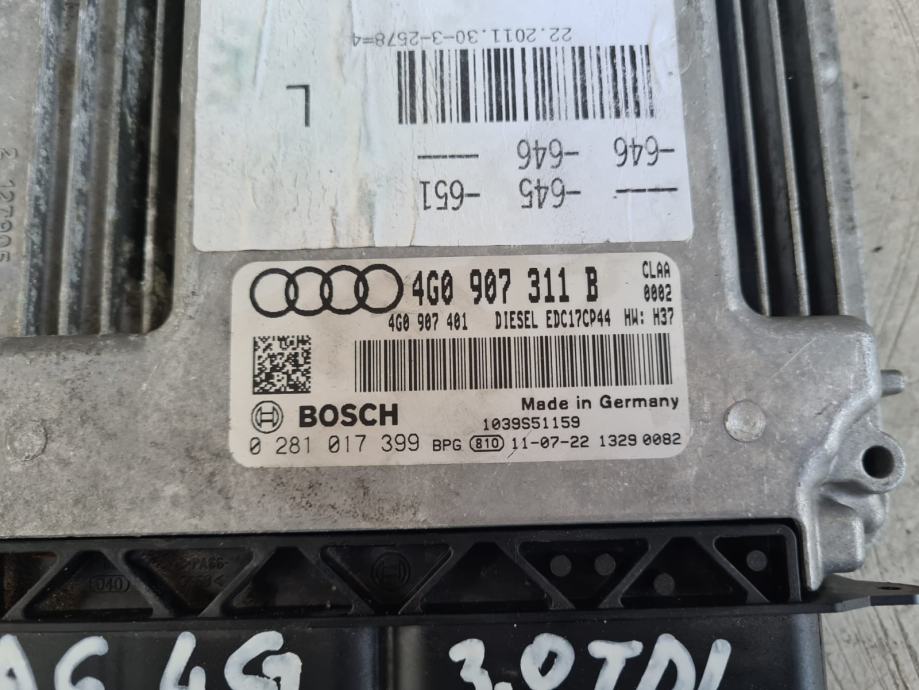 22.2011.30-3-2578=4
L
-646 -646 ----
---- -645 -651
4G0 907 311 B CLAA
0002
4G0 907 401 DIESEL EDC17CP44 HW: H37
BOSCH Made in Germany
1039S51159
0 281 017 399 BPG 810 11-07-22 1329 0082
040
A6 4G 3.0TDI